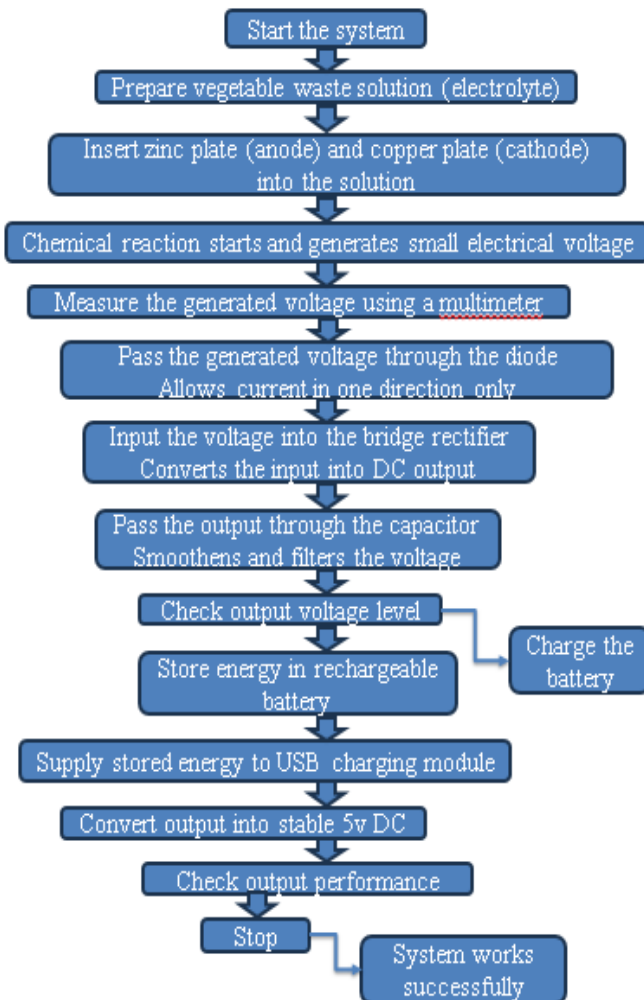 Start the system
Prepare vegetable waste solution (electrolyte)
Insert zinc plate (anode) and copper plate (cathode)
into the solution
Chemical reaction starts and generates small electrical voltage
Measure the generated voltage using a multimeter
Pass the generated voltage through the diode
Allows current in one direction only
Input the voltage into the bridge rectifier
Converts the input into DC output
Pass the output through the capacitor
Smoothens and filters the voltage
Check output voltage level
Charge the
battery
Store energy in rechargeable
battery
Supply stored energy to USB charging module
Convert output into stable 5v DC
Check output performance
Stop
System works
successfully